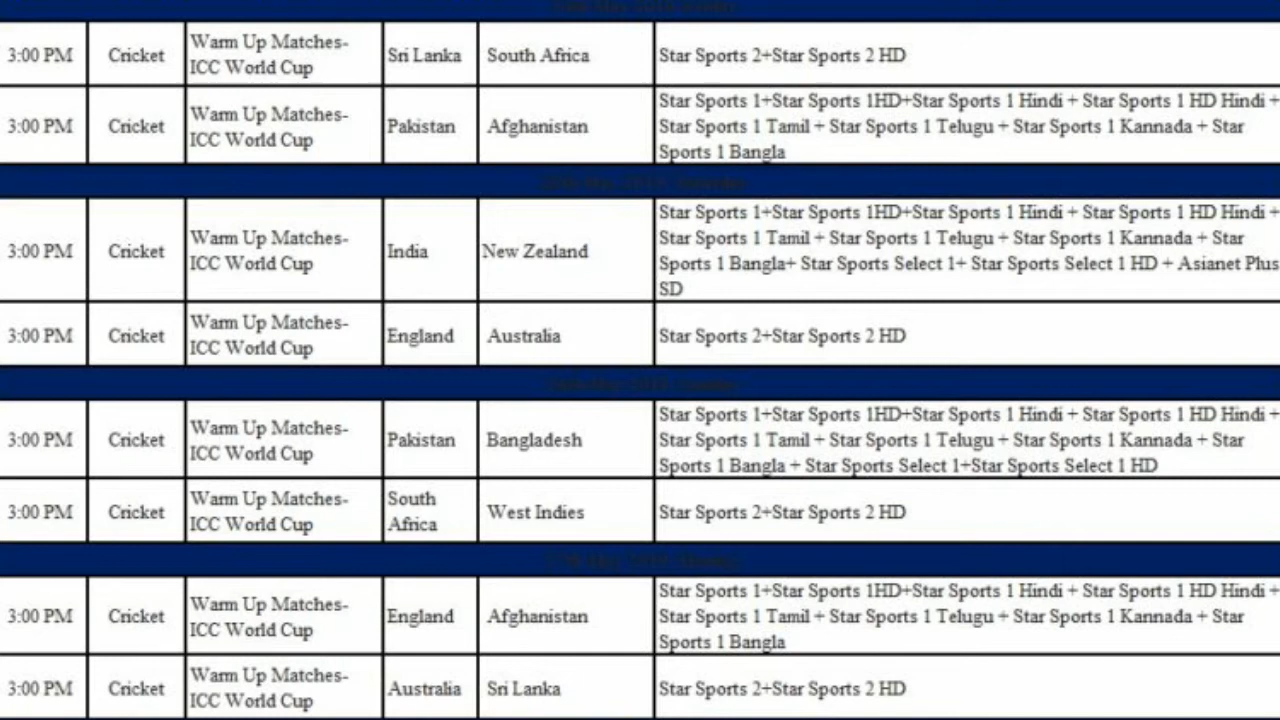 3:00 PM Cricket Warm Up Matches- Sri Lanka South Africa Star Sports 2+Star Sports 2 HD
ICC World Cup
3:00 PM Cricket Warm Up Matches- Pakistan Afghanistan Star Sports 1+Star Sports 1HD+Star Sports 1 Hindi + Star Sports 1 HD Hindi +
ICC World Cup Star Sports 1 Tamil + Star Sports 1 Telugu + Star Sports 1 Kannada + Star
Sports 1 Bangla
3:00 PM Cricket Warm Up Matches- India New Zealand Star Sports 1+Star Sports 1HD+Star Sports 1 Hindi + Star Sports 1 HD Hindi +
ICC World Cup Star Sports 1 Tamil + Star Sports 1 Telugu + Star Sports 1 Kannada + Star
Sports 1 Bangla+ Star Sports Select 1+ Star Sports Select 1 HD + Asianet Plus
SD
3:00 PM Cricket Warm Up Matches- England Australia Star Sports 2+Star Sports 2 HD
ICC World Cup
3:00 PM Cricket Warm Up Matches- Pakistan Bangladesh Star Sports 1+Star Sports 1HD+Star Sports 1 Hindi + Star Sports 1 HD Hindi +
ICC World Cup Star Sports 1 Tamil + Star Sports 1 Telugu + Star Sports 1 Kannada + Star
Sports 1 Bangla + Star Sports Select 1+Star Sports Select 1 HD
3:00 PM Cricket Warm Up Matches- South West Indies Star Sports 2+Star Sports 2 HD
ICC World Cup Africa
3:00 PM Cricket Warm Up Matches- England Afghanistan Star Sports 1+Star Sports 1HD+Star Sports 1 Hindi + Star Sports 1 HD Hindi +
ICC World Cup Star Sports 1 Tamil + Star Sports 1 Telugu + Star Sports 1 Kannada + Star
Sports 1 Bangla
3:00 PM Cricket Warm Up Matches- Australia Sri Lanka Star Sports 2+Star Sports 2 HD
ICC World Cup